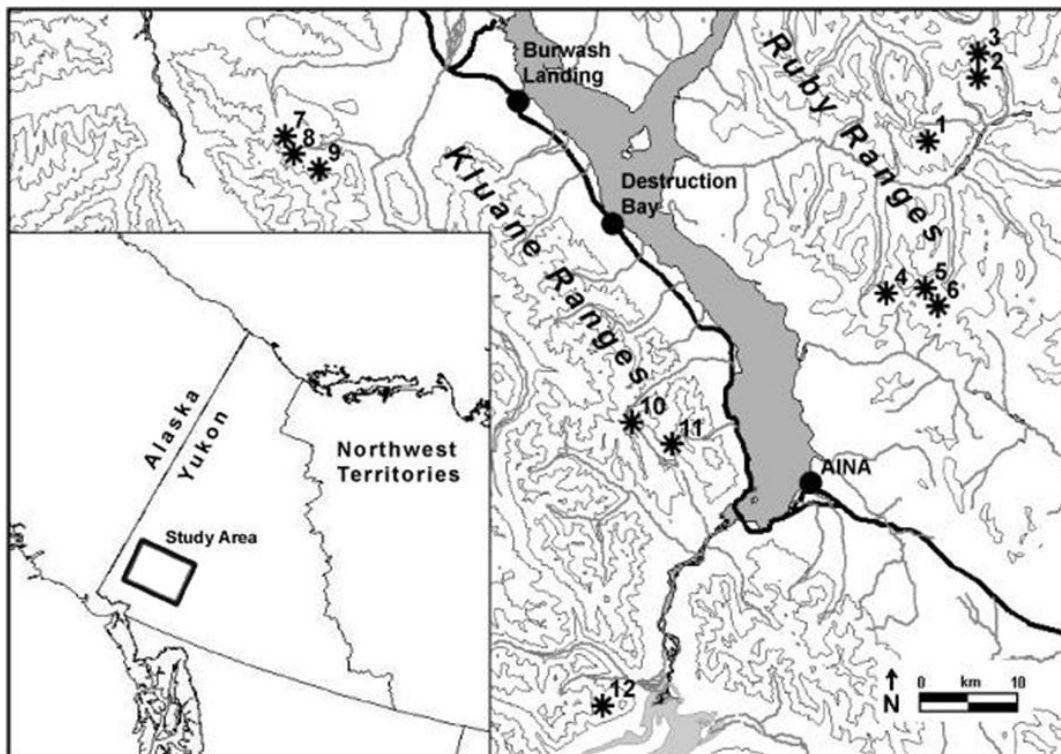 Burwash
Landing
Ruby Ranges
3
2
1
7
8
9
Kluane Ranges
Destruction
Bay
4
5
6
10
11
AINA
12
Alaska
Yukon
Northwest
Territories
Study Area
N
0 km 10